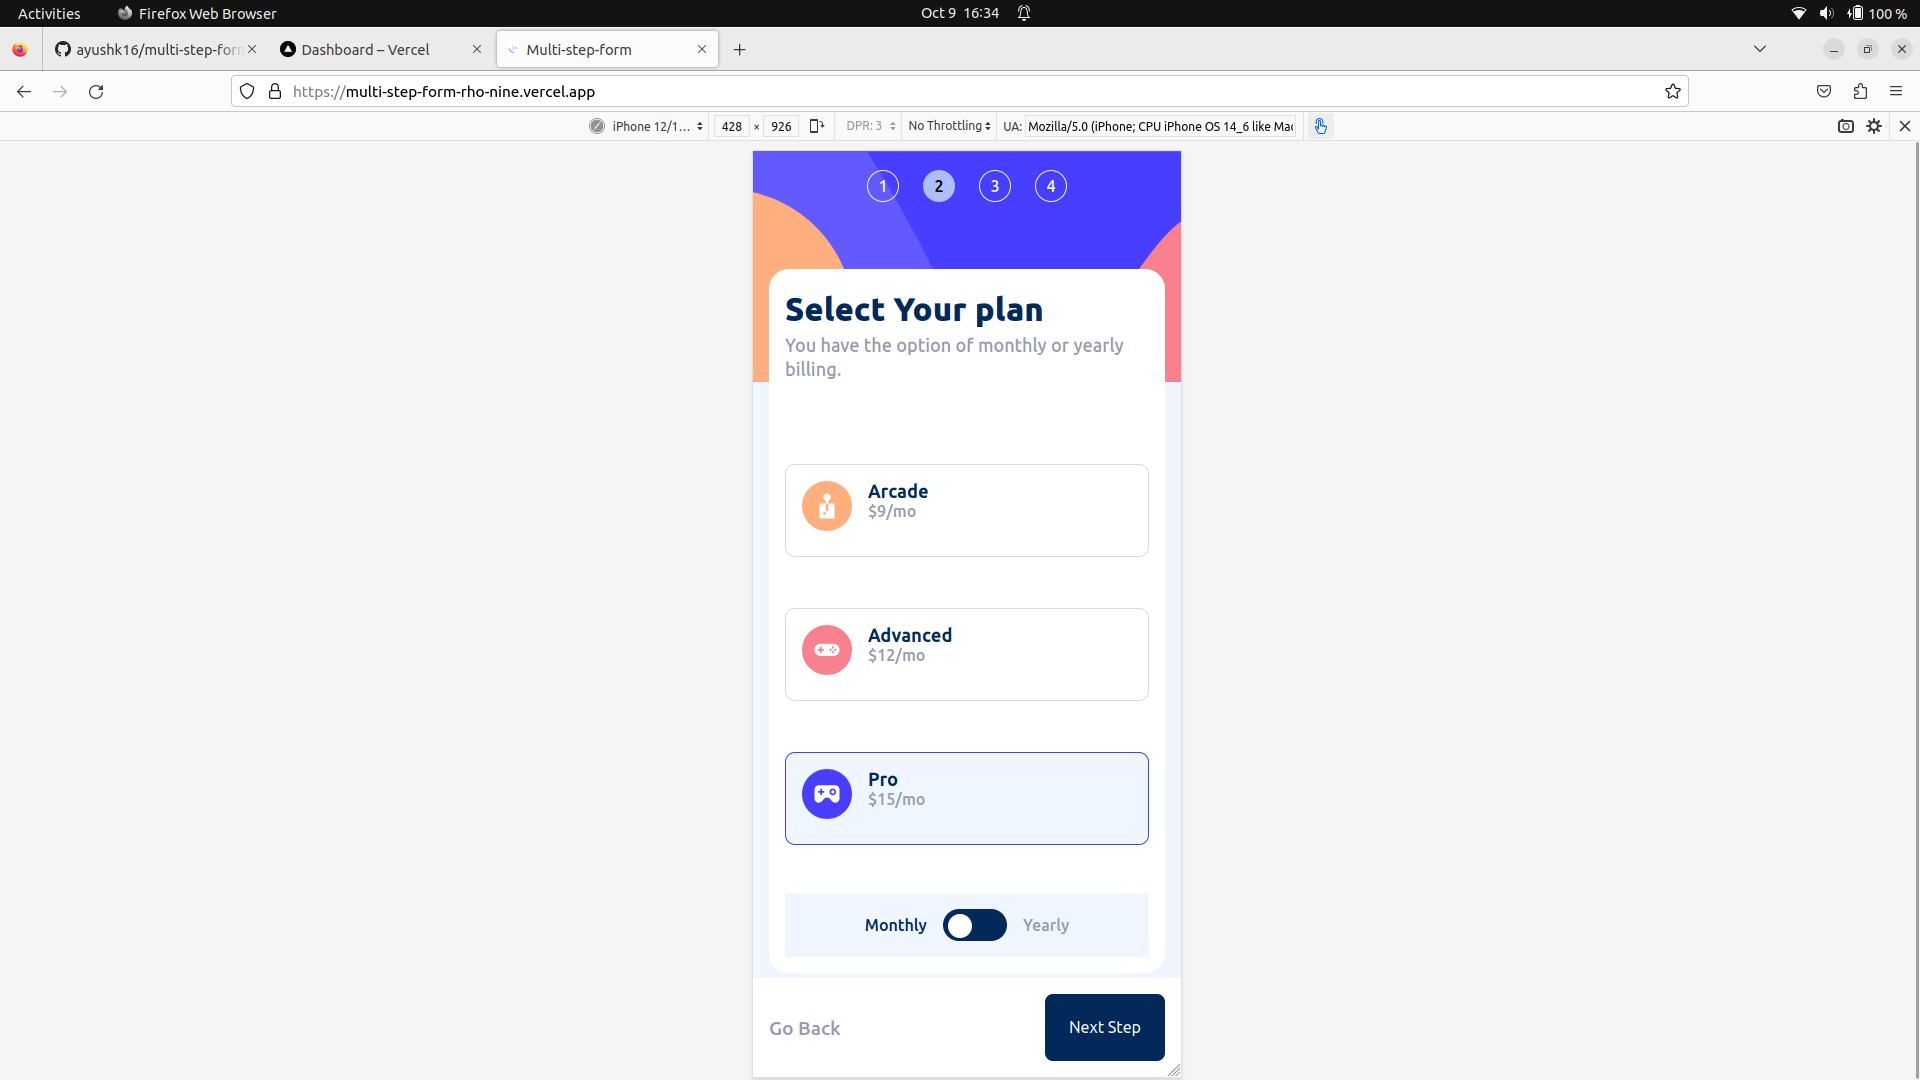 Activities Firefox Web Browser Oct 9 16:34 100 %
ayushk16/multi-step-form Dashboard – Vercel Multi-step-form
https://multi-step-form-rho-nine.vercel.app
iPhone 12/1... 428 × 926 DPR: 3 No Throttling UA: Mozilla/5.0 (iPhone; CPU iPhone OS 14_6 like Mac
1 2 3 4
Select Your plan
You have the option of monthly or yearly
billing.
Arcade
$9/mo
Advanced
$12/mo
Pro
$15/mo
Monthly Yearly
Go Back Next Step